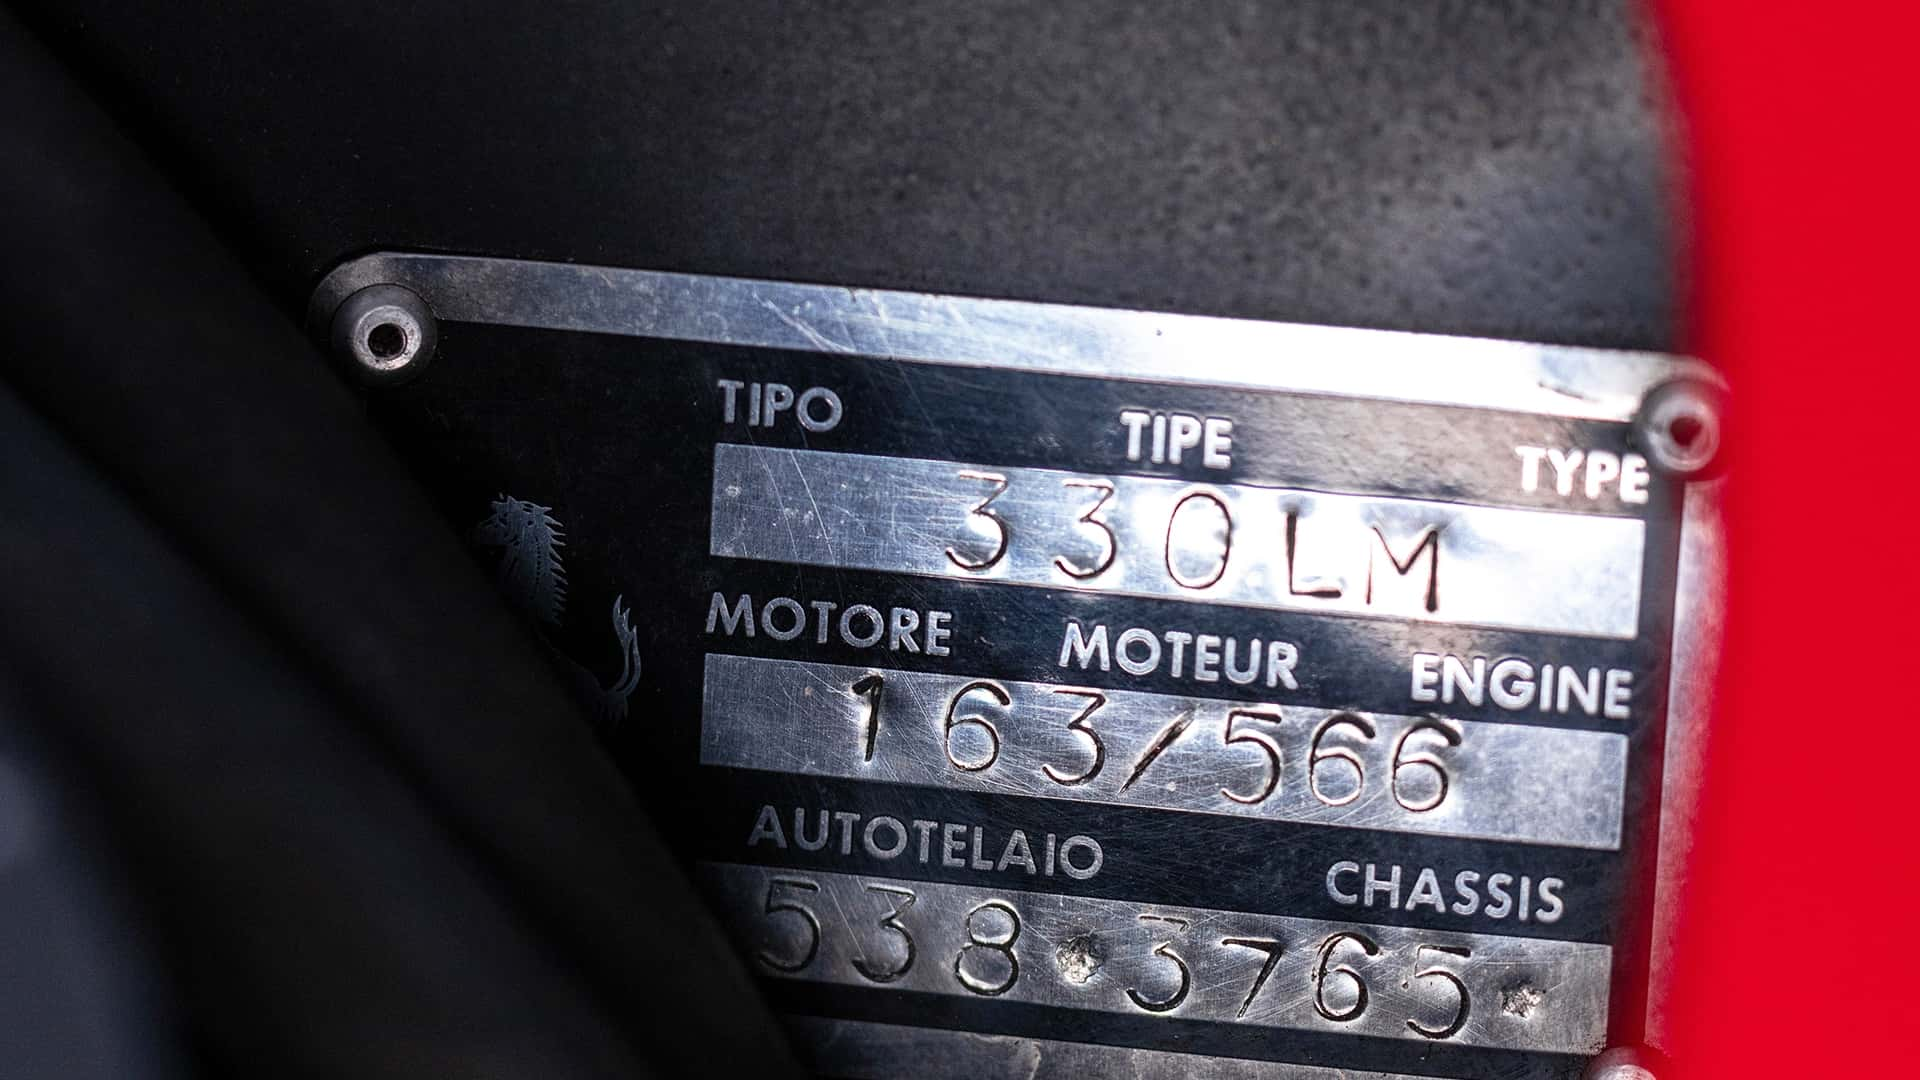 TIPO TIPE TYPE
330LM
MOTORE MOTEUR ENGINE
163/566
AUTOTELAIO CHASSIS
538·3765·